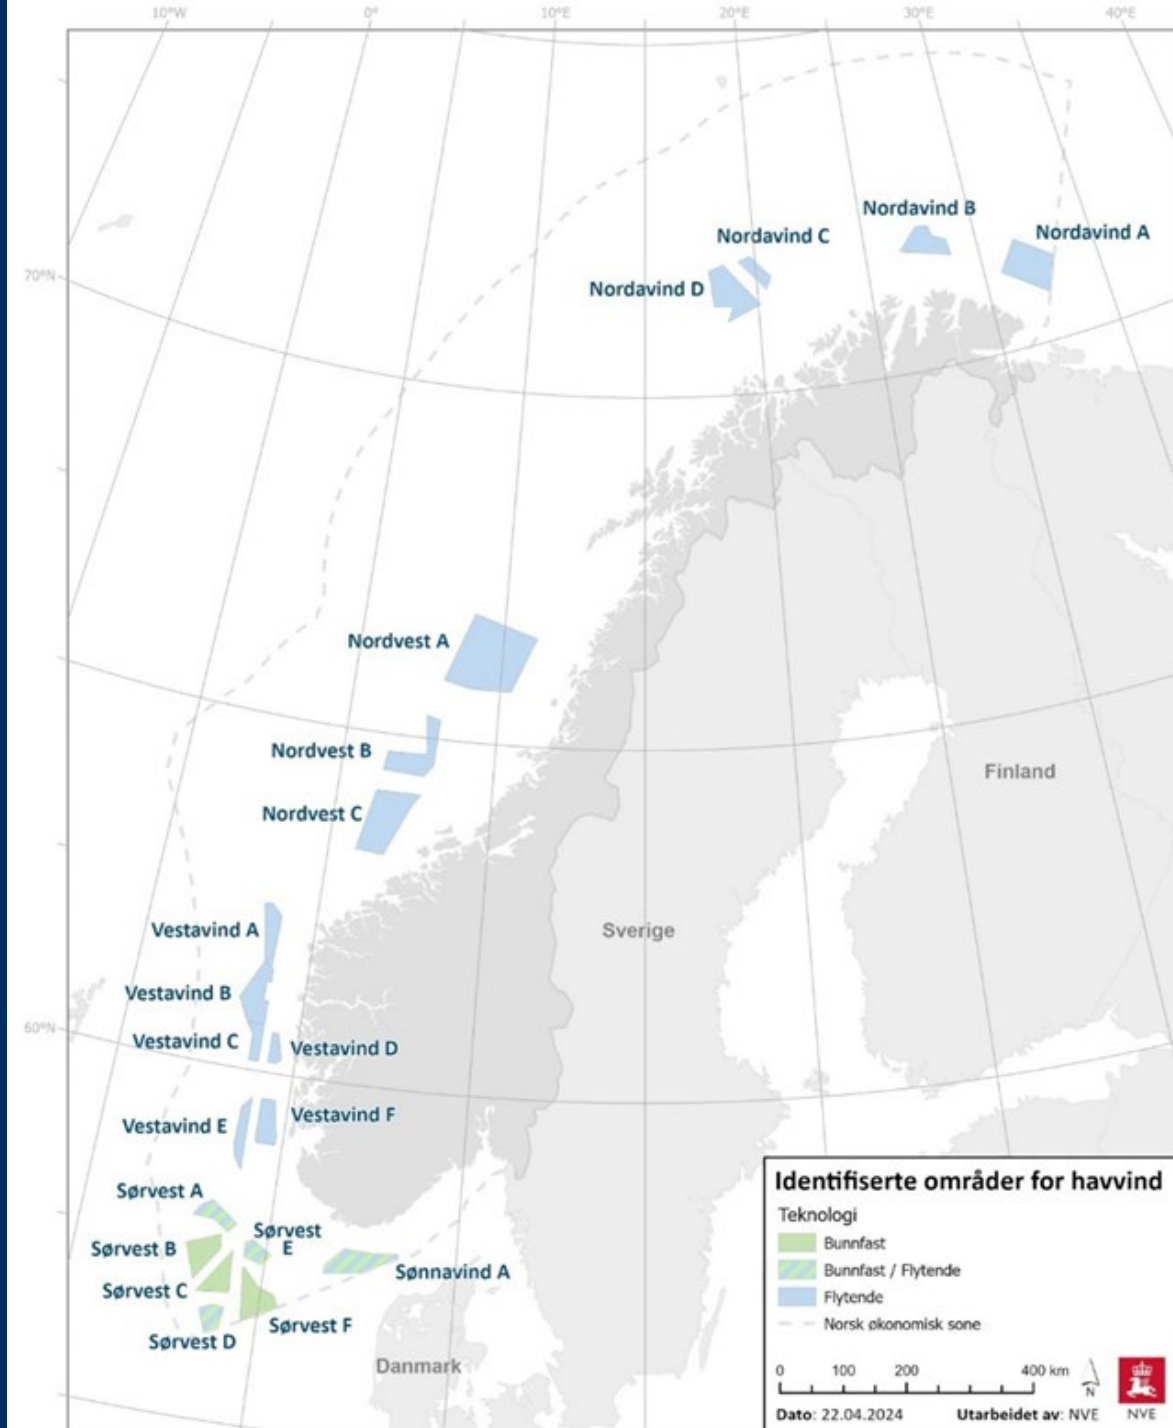 10°W 0° 10°E 20°E 30°E 40°E
Nordavind B
Nordavind A
Nordavind C
70°N
Nordavind D
Nordvest A
Nordvest B
Finland
Nordvest C
Vestavind A
Sverige
Vestavind B
60°N
Vestavind C
Vestavind D
Vestavind F
Vestavind E
Sørvest A
Sørvest
E
Sørvest B
Sønnavind A
Sørvest C
Sørvest F
Sørvest D
Danmark
Identifiserte områder for havvind
Teknologi
Bunnfast
Bunnfast / Flytende
Flytende
Norsk økonomisk sone
0 100 200 400 km
N
Dato: 22.04.2024 Utarbeidet av: NVE
NVE